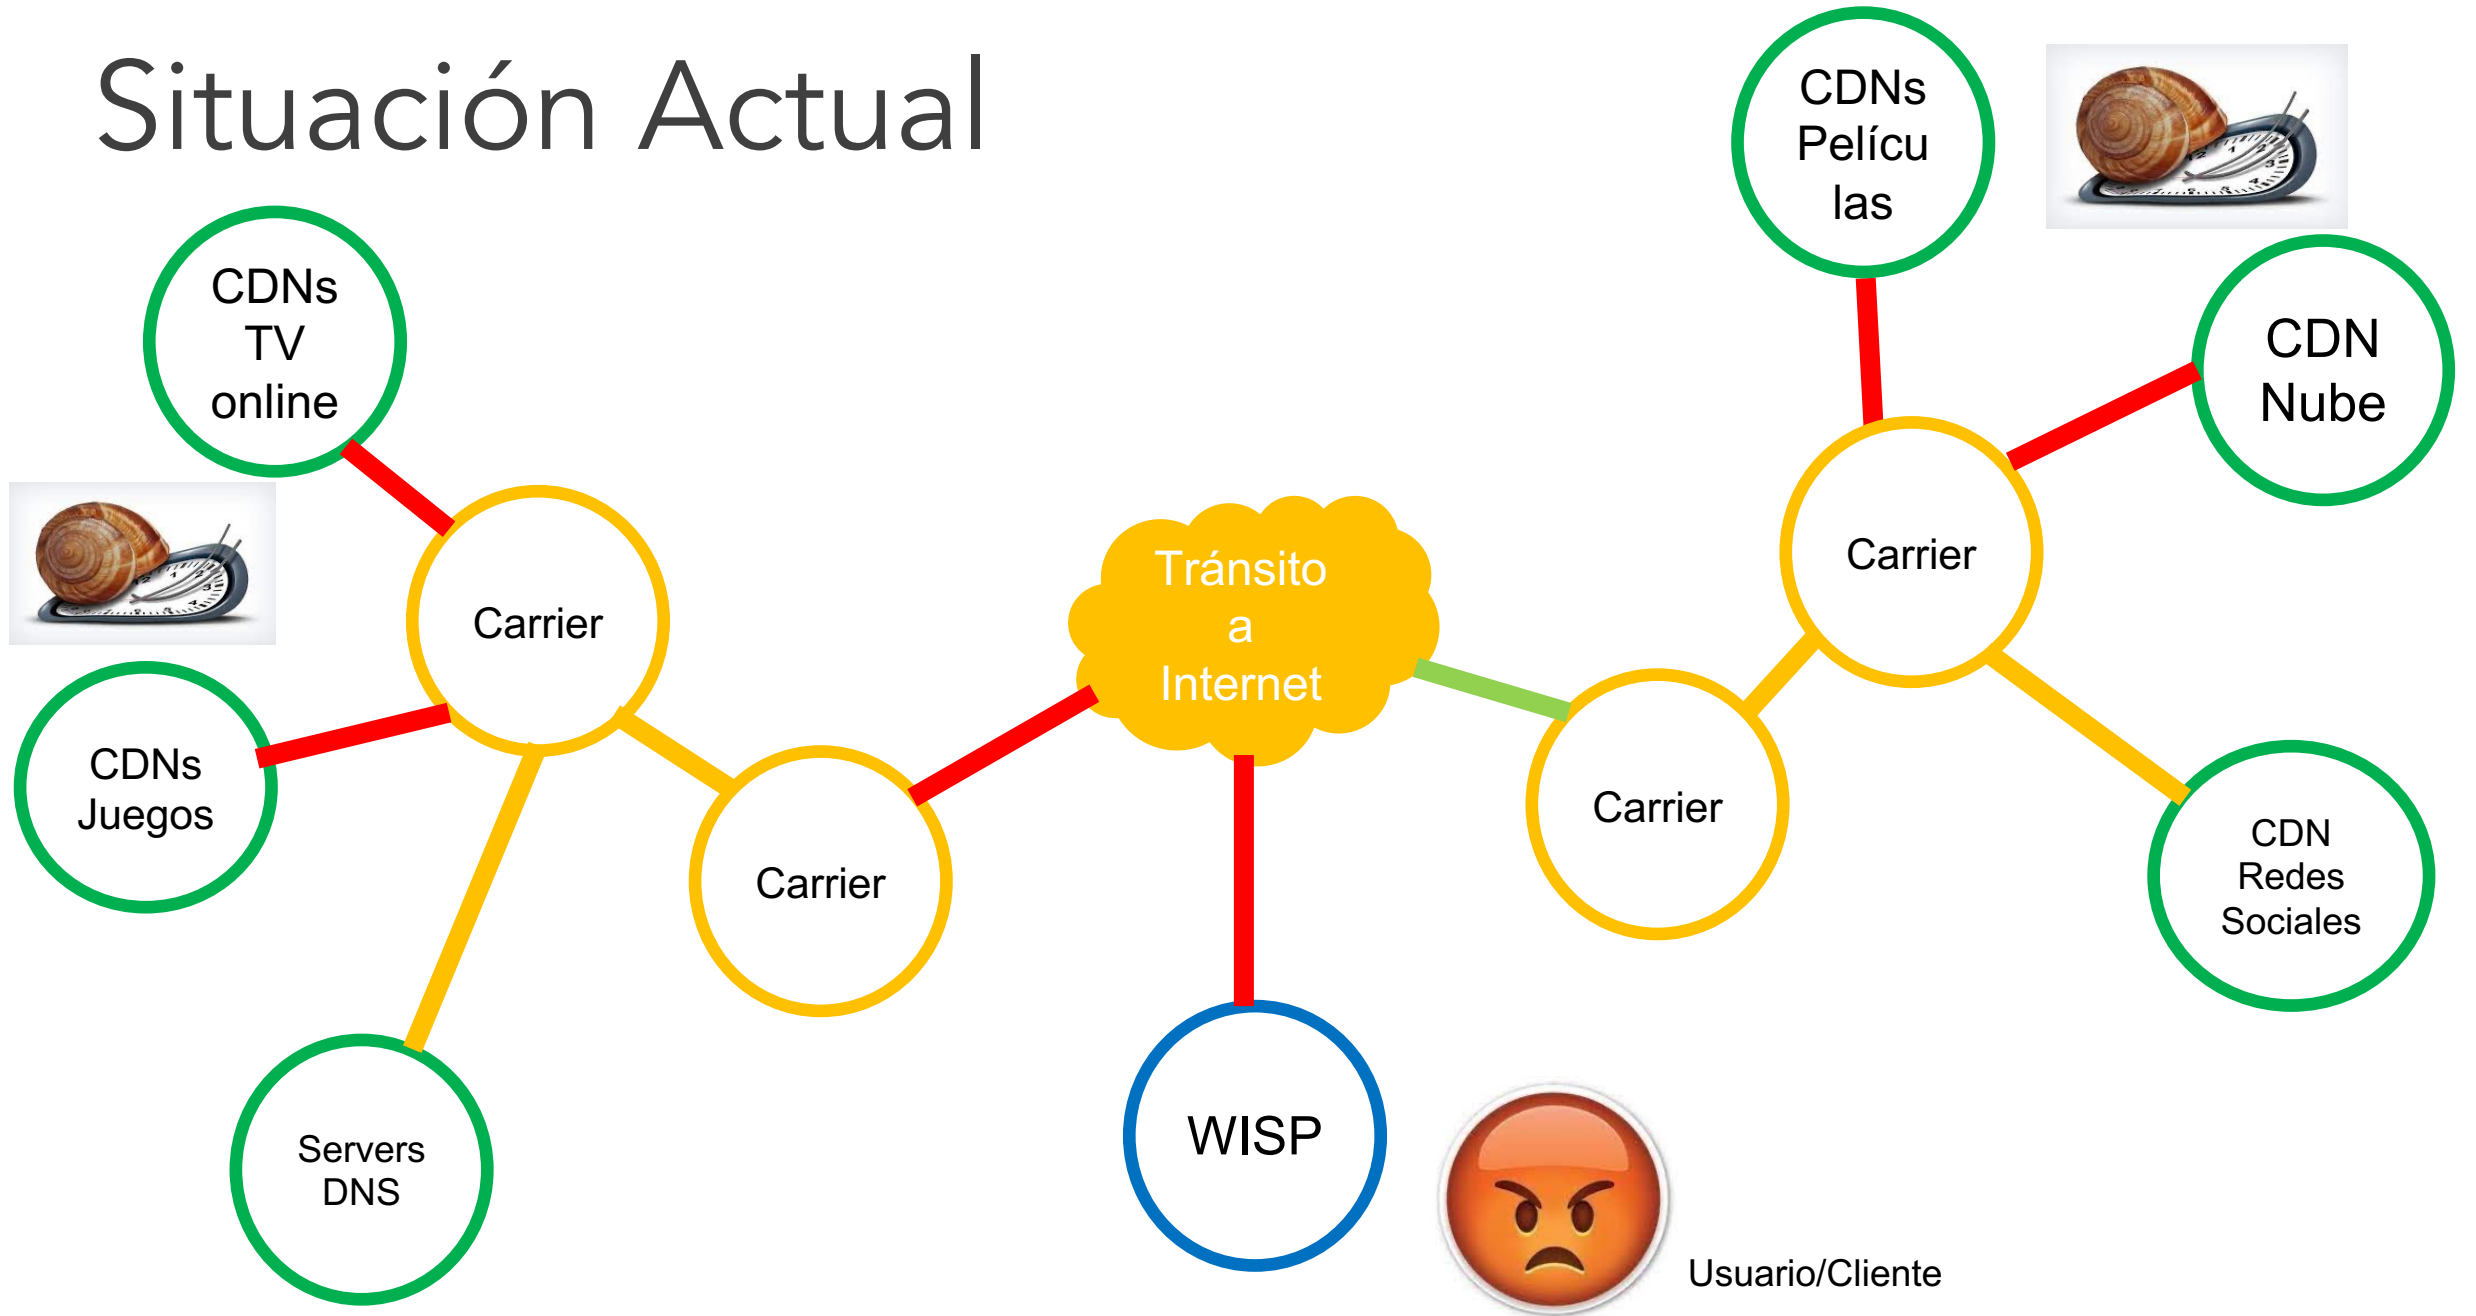 Situación Actual
CDNs
Pelícu
las
CDNs
TV
online
CDN
Nube
Carrier
Tránsito
a
Internet
Carrier
CDNs
Juegos
Carrier
Carrier
CDN
Redes
Sociales
Servers
DNS
WISP
Usuario/Cliente